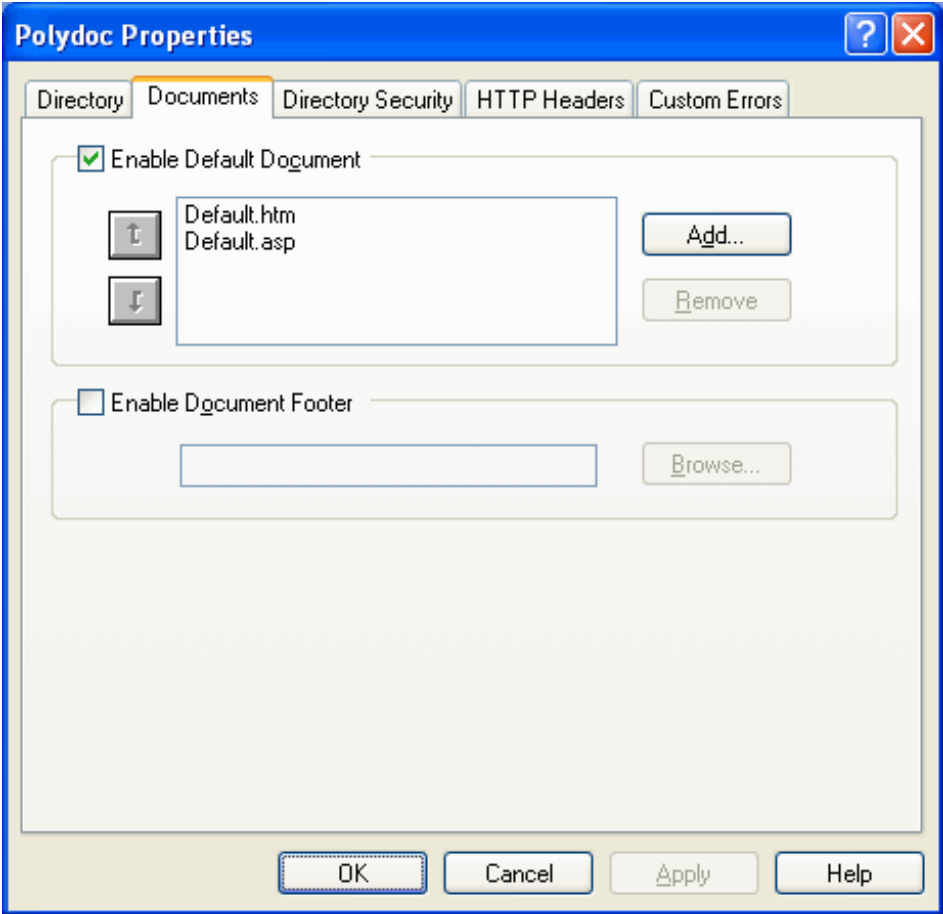 Polydoc Properties
Directory Documents Directory Security HTTP Headers Custom Errors
Enable Default Document
Default.htm
Default.asp
Add...
Remove
Enable Document Footer
Browse...
OK Cancel Apply Help